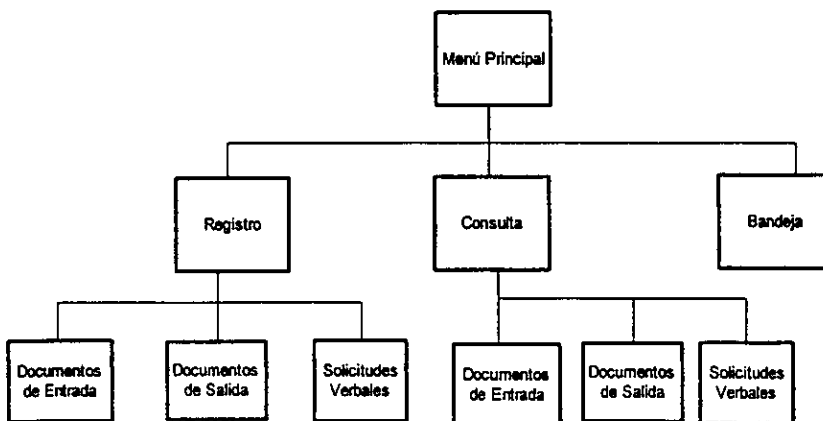 Menú Principal
Registro
Consulta
Bandeja
Documentos
de Entrada
Documentos
de Salida
Solicitudes
Verbales
Documentos
de Entrada
Documentos
de Salida
Solicitudes
Verbales